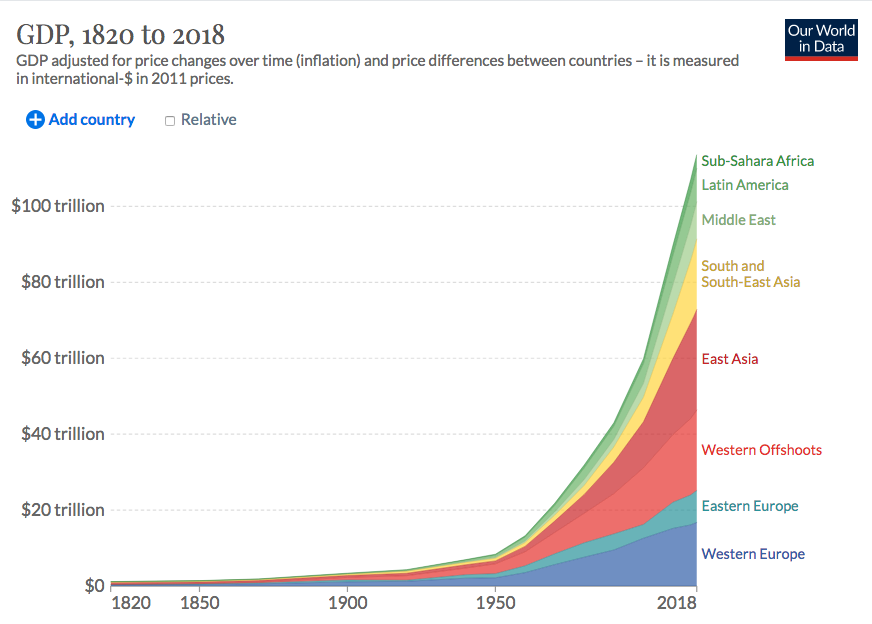 GDP, 1820 to 2018
Our World
in Data
GDP adjusted for price changes over time (inflation) and price differences between countries – it is measured
in international-$ in 2011 prices.
Add country
Relative
Sub-Sahara Africa
Latin America
$100 trillion
Middle East
South and
South-East Asia
$80 trillion
$60 trillion
East Asia
$40 trillion
Western Offshoots
$20 trillion
Eastern Europe
Western Europe
$0
1820 1850 1900 1950 2018